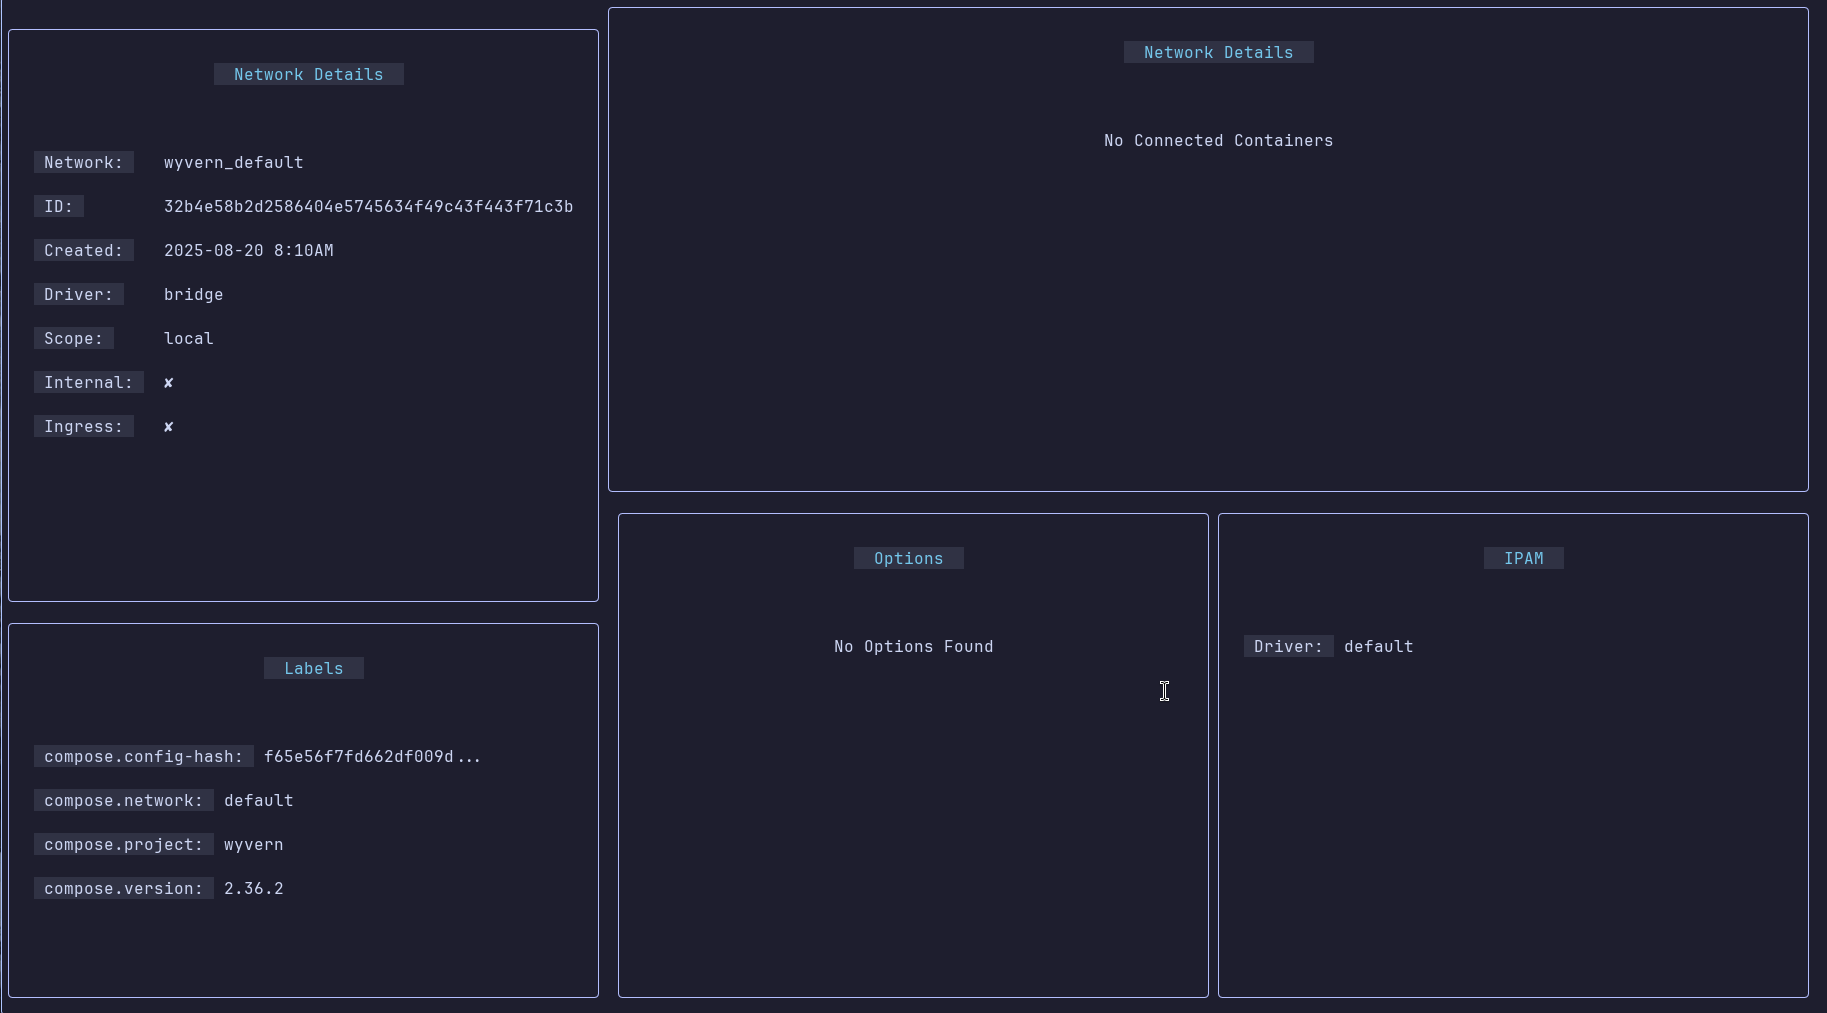 Network Details
Network: wyvern_default
ID: 32b4e58b2d2586404e5745634f49c43f443f71c3b
Created: 2025-08-20 8:10AM
Driver: bridge
Scope: local
Internal: ✘
Ingress: ✘
Labels
compose.config-hash: f65e56f7fd662df009d...
compose.network: default
compose.project: wyvern
compose.version: 2.36.2
Network Details
No Connected Containers
Options
No Options Found
IPAM
Driver: default